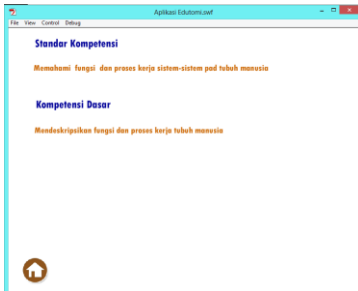 Aplikasi Edutomi.swf
File View Control Debug
Standar Kompetensi
Memahami fungsi dan proses kerja sistem-sistem pad tubuh manusia
Kompetensi Dasar
Mendeskripsikan fungsi dan proses kerja tubuh manusia